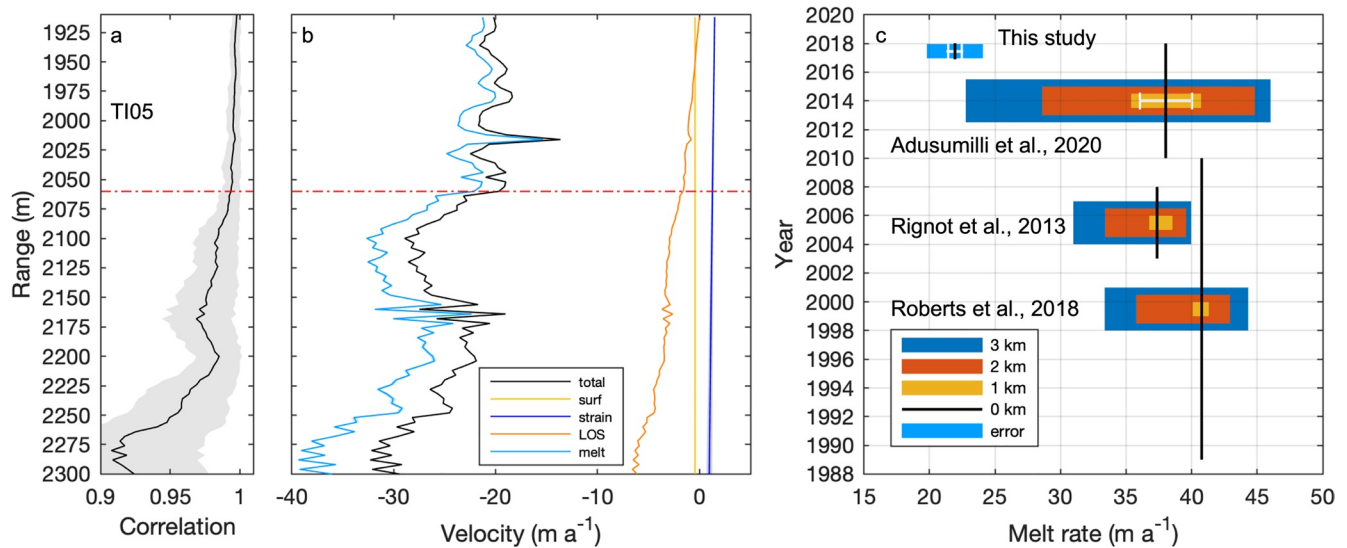 a
TI05
Range (m)
1925
1950
1975
2000
2025
2050
2075
2100
2125
2150
2175
2200
2225
2250
2275
2300
0.9
0.95
1
Correlation
b
total
surf
strain
LOS
melt
-40
-30
-20
-10
0
Velocity (m a-1)
c
This study
Adusumilli et al., 2020
Rignot et al., 2013
Roberts et al., 2018
3 km
2 km
1 km
0 km
error
Year
2020
2018
2016
2014
2012
2010
2008
2006
2004
2002
2000
1998
1996
1994
1992
1990
1988
15
20
25
30
35
40
45
50
Melt rate (m a-1)